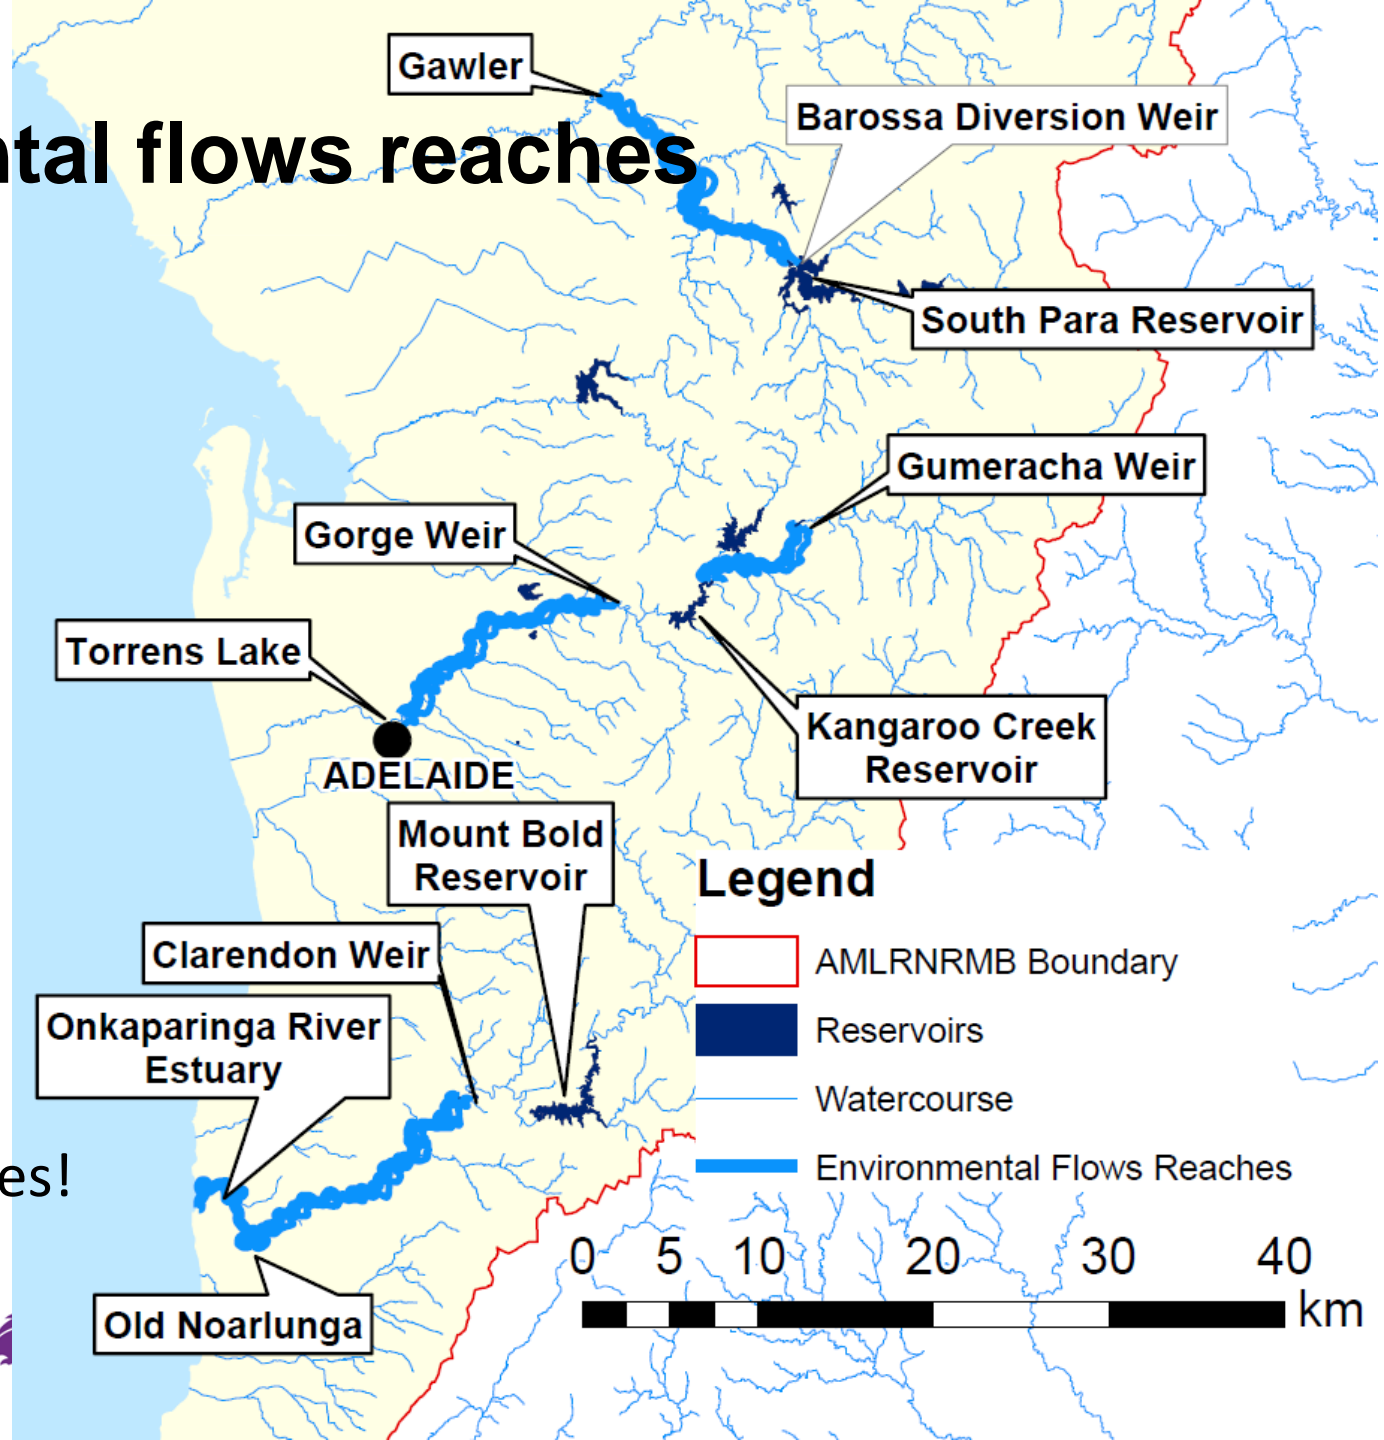 Gawler
Barossa Diversion Weir
ntal flows reaches
South Para Reservoir
Gumeracha Weir
Gorge Weir
Torrens Lake
Kangaroo Creek
Reservoir
ADELAIDE
Mount Bold
Reservoir
Legend
Clarendon Weir
AMLRNRMB Boundary
Onkaparinga River
Estuary
Reservoirs
Watercourse
Environmental Flows Reaches
es!
0 5 10 20 30 40
km
Old Noarlunga